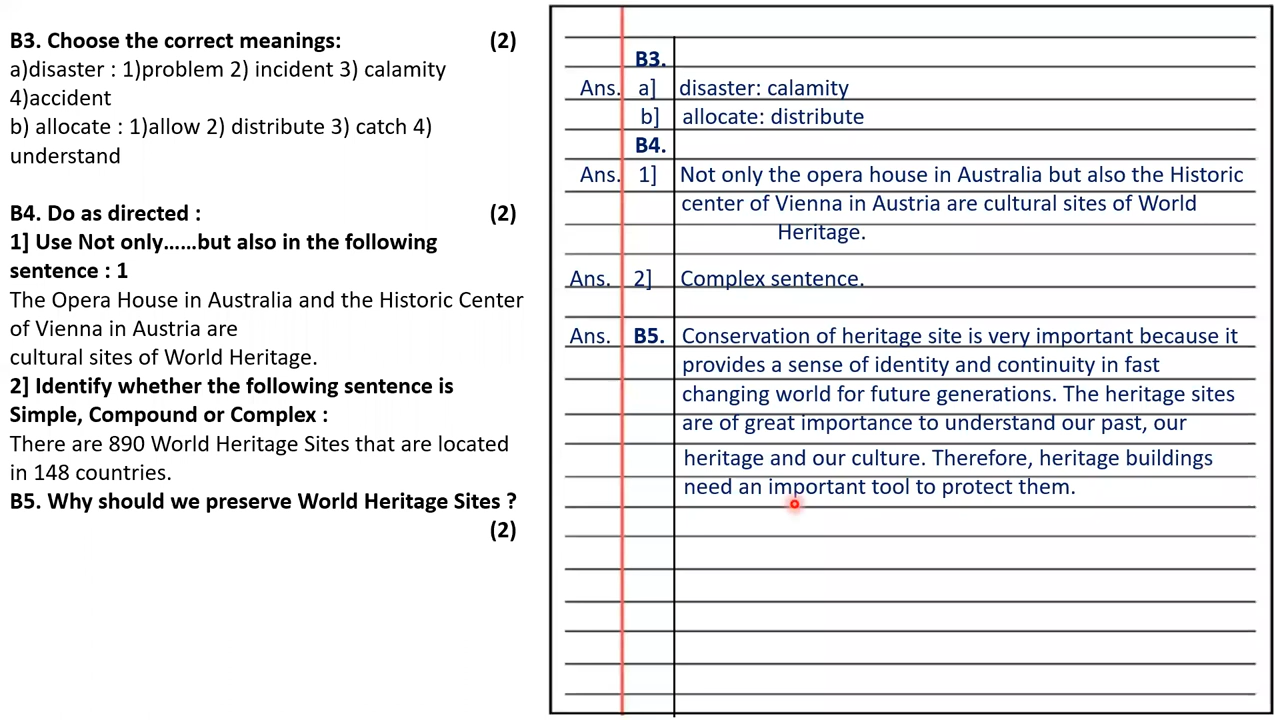 B3. Choose the correct meanings: (2)
a)disaster : 1)problem 2) incident 3) calamity
4)accident
b) allocate : 1)allow 2) distribute 3) catch 4)
understand
B4. Do as directed : (2)
1] Use Not only......but also in the following
sentence : 1
The Opera House in Australia and the Historic Center
of Vienna in Austria are
cultural sites of World Heritage.
2] Identify whether the following sentence is
Simple, Compound or Complex :
There are 890 World Heritage Sites that are located
in 148 countries.
B5. Why should we preserve World Heritage Sites ?
(2)
B3.
Ans. a] disaster: calamity
b] allocate: distribute
B4.
Ans. 1] Not only the opera house in Australia but also the Historic
center of Vienna in Austria are cultural sites of World
Heritage.
Ans. 2] Complex sentence.
Ans. B5. Conservation of heritage site is very important because it
provides a sense of identity and continuity in fast
changing world for future generations. The heritage sites
are of great importance to understand our past, our
heritage and our culture. Therefore, heritage buildings
need an important tool to protect them.